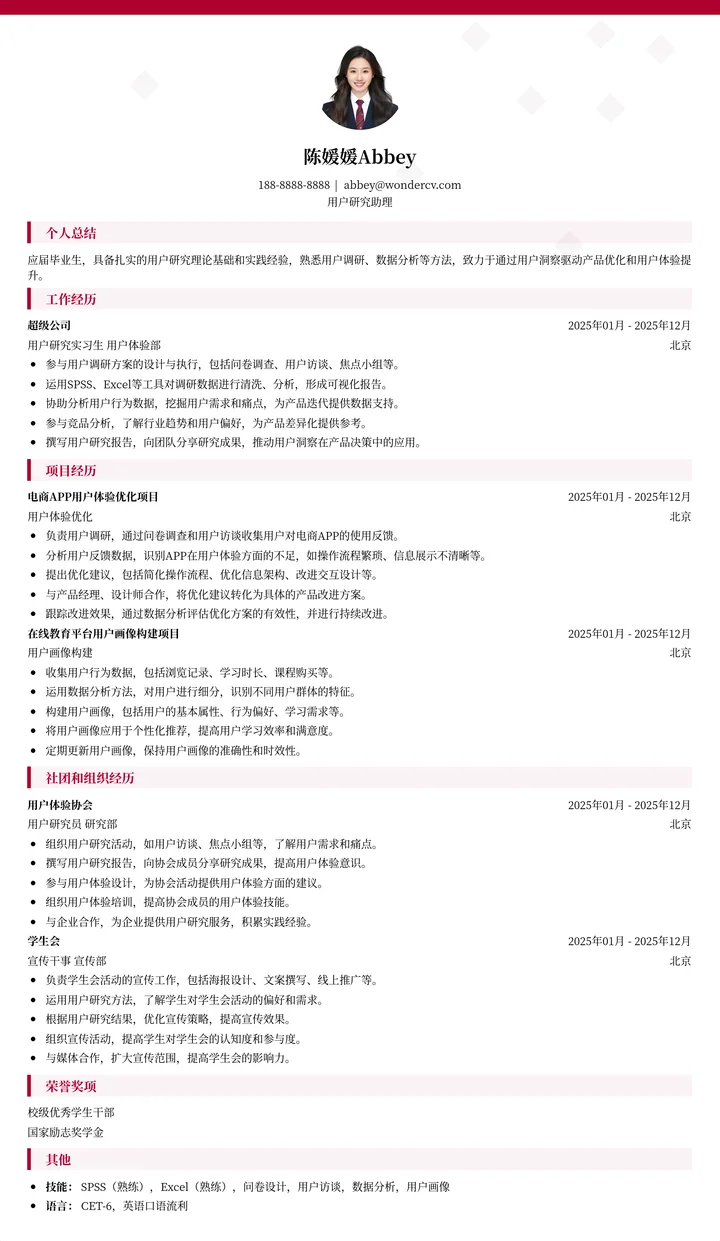 陈媛媛Abbey
188-8888-8888 | abbey@wondercv.com
用户研究助理
个人总结
应届毕业生，具备扎实的用户研究理论基础和实践经验，熟悉用户调研、数据分析等方法，致力于通过用户洞察驱动产品优化和用户体验提
升。
工作经历
超级公司 2025年01月 - 2025年12月
用户研究实习生 用户体验部 北京
• 参与用户调研方案的设计与执行，包括问卷调查、用户访谈、焦点小组等。
• 运用SPSS、Excel等工具对调研数据进行清洗、分析，形成可视化报告。
• 协助分析用户行为数据，挖掘用户需求和痛点，为产品迭代提供数据支持。
• 参与竞品分析，了解行业趋势和用户偏好，为产品差异化提供参考。
• 撰写用户研究报告，向团队分享研究成果，推动用户洞察在产品决策中的应用。
项目经历
电商APP用户体验优化项目 2025年01月 - 2025年12月
用户体验优化 北京
• 负责用户调研，通过问卷调查和用户访谈收集用户对电商APP的使用反馈。
• 分析用户反馈数据，识别APP在用户体验方面的不足，如操作流程繁琐、信息展示不清晰等。
• 提出优化建议，包括简化操作流程、优化信息架构、改进交互设计等。
• 与产品经理、设计师合作，将优化建议转化为具体的产品改进方案。
• 跟踪改进效果，通过数据分析评估优化方案的有效性，并进行持续改进。
在线教育平台用户画像构建项目 2025年01月 - 2025年12月
用户画像构建 北京
• 收集用户行为数据，包括浏览记录、学习时长、课程购买等。
• 运用数据分析方法，对用户进行细分，识别不同用户群体的特征。
• 构建用户画像，包括用户的基本属性、行为偏好、学习需求等。
• 将用户画像应用于个性化推荐，提高用户学习效率和满意度。
• 定期更新用户画像，保持用户画像的准确性和时效性。
社团和组织经历
用户体验协会 2025年01月 - 2025年12月
用户研究员 研究部 北京
• 组织用户研究活动，如用户访谈、焦点小组等，了解用户需求和痛点。
• 撰写用户研究报告，向协会成员分享研究成果，提高用户体验意识。
• 参与用户体验设计，为协会活动提供用户体验方面的建议。
• 组织用户体验培训，提高协会成员的用户体验技能。
• 与企业合作，为企业提供用户研究服务，积累实践经验。
学生会 2025年01月 - 2025年12月
宣传干事 宣传部 北京
• 负责学生会活动的宣传工作，包括海报设计、文案撰写、线上推广等。
• 运用用户研究方法，了解学生对学生会活动的偏好和需求。
• 根据用户研究结果，优化宣传策略，提高宣传效果。
• 组织宣传活动，提高学生对学生会的认知度和参与度。
• 与媒体合作，扩大宣传范围，提高学生会的影响力。
荣誉奖项
校级优秀学生干部
国家励志奖学金
其他
• 技能： SPSS（熟练）, Excel（熟练）, 问卷设计，用户访谈，数据分析，用户画像
• 语言： CET-6，英语口语流利